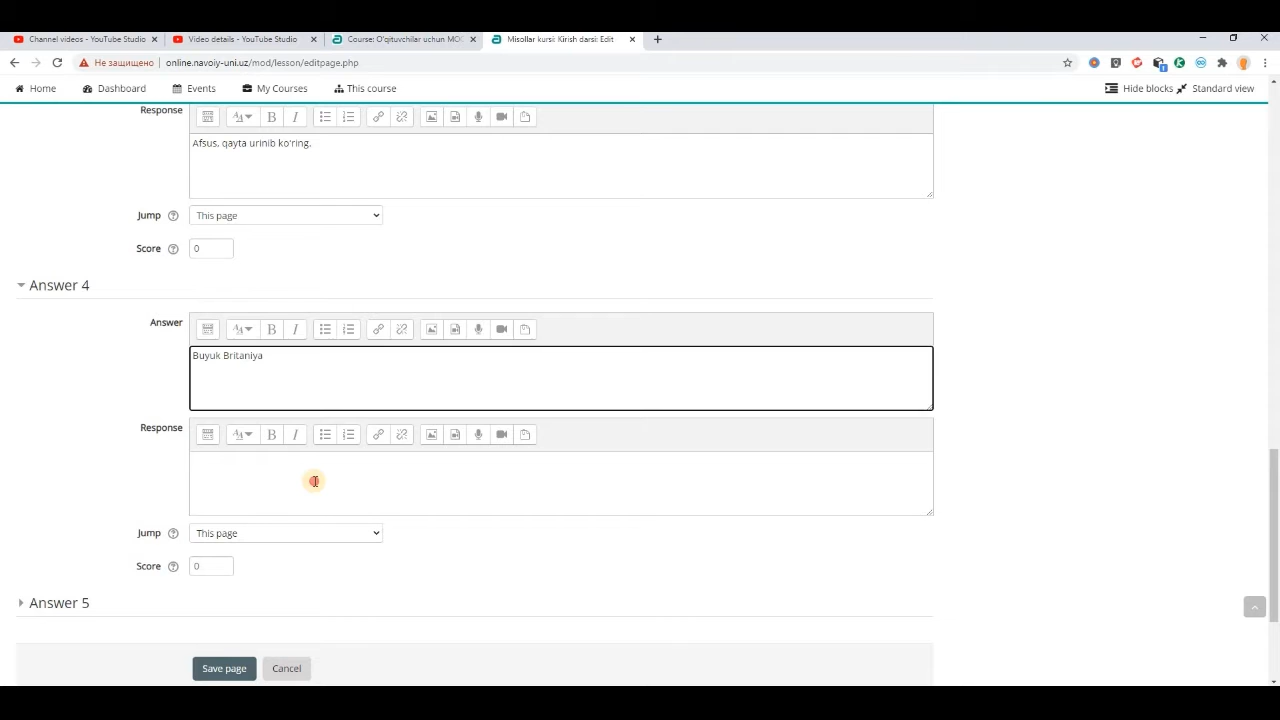 Channel videos - YouTube Studio
Video details - YouTube Studio
Course: O'qituvchilar uchun MO
Misollar kursi: Kirish darsi: Edit
Не защищено
online.navoiy-uni.uz/mod/lesson/editpage.php
Home
Dashboard
Events
My Courses
This course
Hide blocks
Standard view
Response
Afsus, qayta urinib ko'ring.
Jump
This page
Score
0
Answer 4
Answer
Buyuk Britaniya
Response
Jump
This page
Score
0
Answer 5
Save page
Cancel